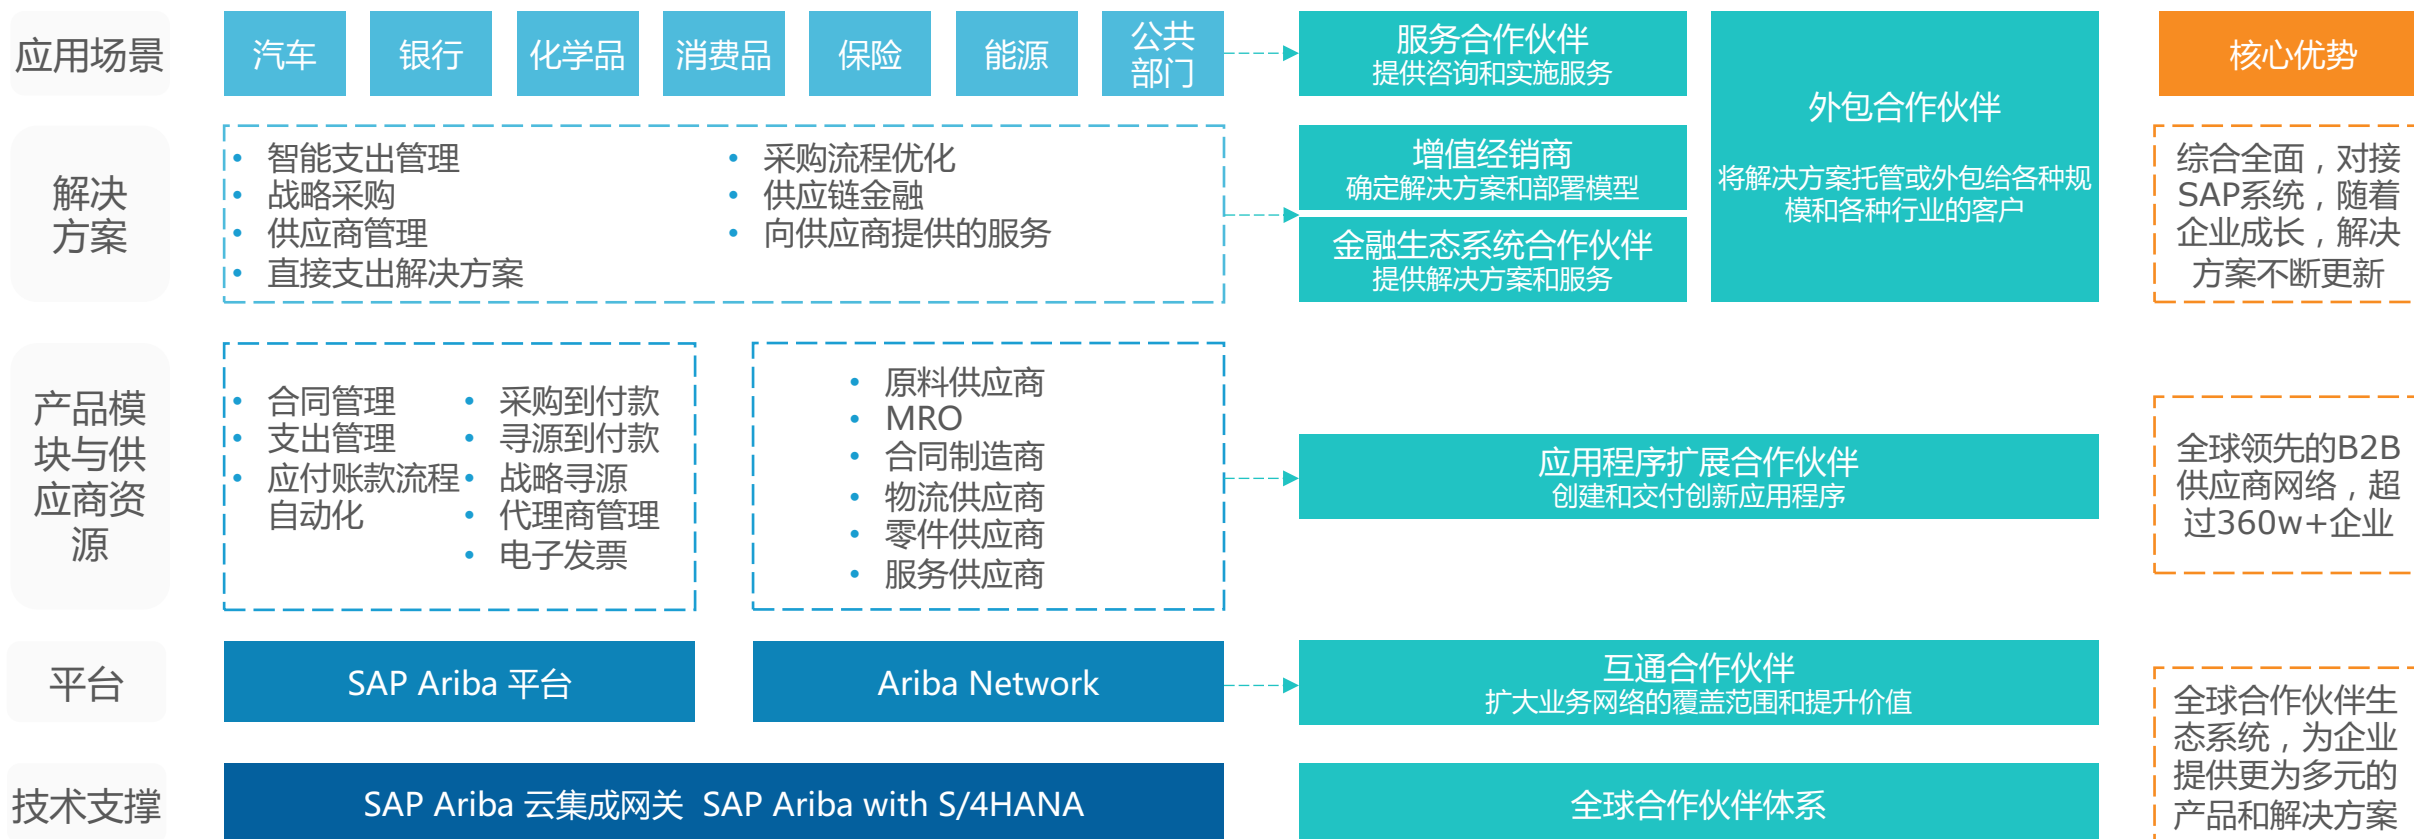 应用场景
汽车
银行
化学品
消费品
保险
能源
公共
部门
服务合作伙伴
提供咨询和实施服务
外包合作伙伴
将解决方案托管或外包给各种规
模和各种行业的客户
核心优势
解决
方案
智能支出管理
战略采购
供应商管理
直接支出解决方案
采购流程优化
供应链金融
向供应商提供的服务
增值经销商
确定解决方案和部署模型
金融生态系统合作伙伴
提供解决方案和服务
综合全面，对接
SAP系统，随着
企业成长，解决
方案不断更新
产品模
块与供
应商资
源
合同管理
支出管理
应付账款流程
自动化
采购到付款
寻源到付款
战略寻源
代理商管理
电子发票
原料供应商
MRO
合同制造商
物流供应商
零件供应商
服务供应商
应用程序扩展合作伙伴
创建和交付创新应用程序
全球领先的B2B
供应商网络，超
过360w+企业
平台
SAP Ariba 平台
Ariba Network
互通合作伙伴
扩大业务网络的覆盖范围和提升价值
全球合作伙伴生
态系统，为企业
提供更为多元的
产品和解决方案
技术支撑
SAP Ariba 云集成网关 SAP Ariba with S/4HANA
全球合作伙伴体系